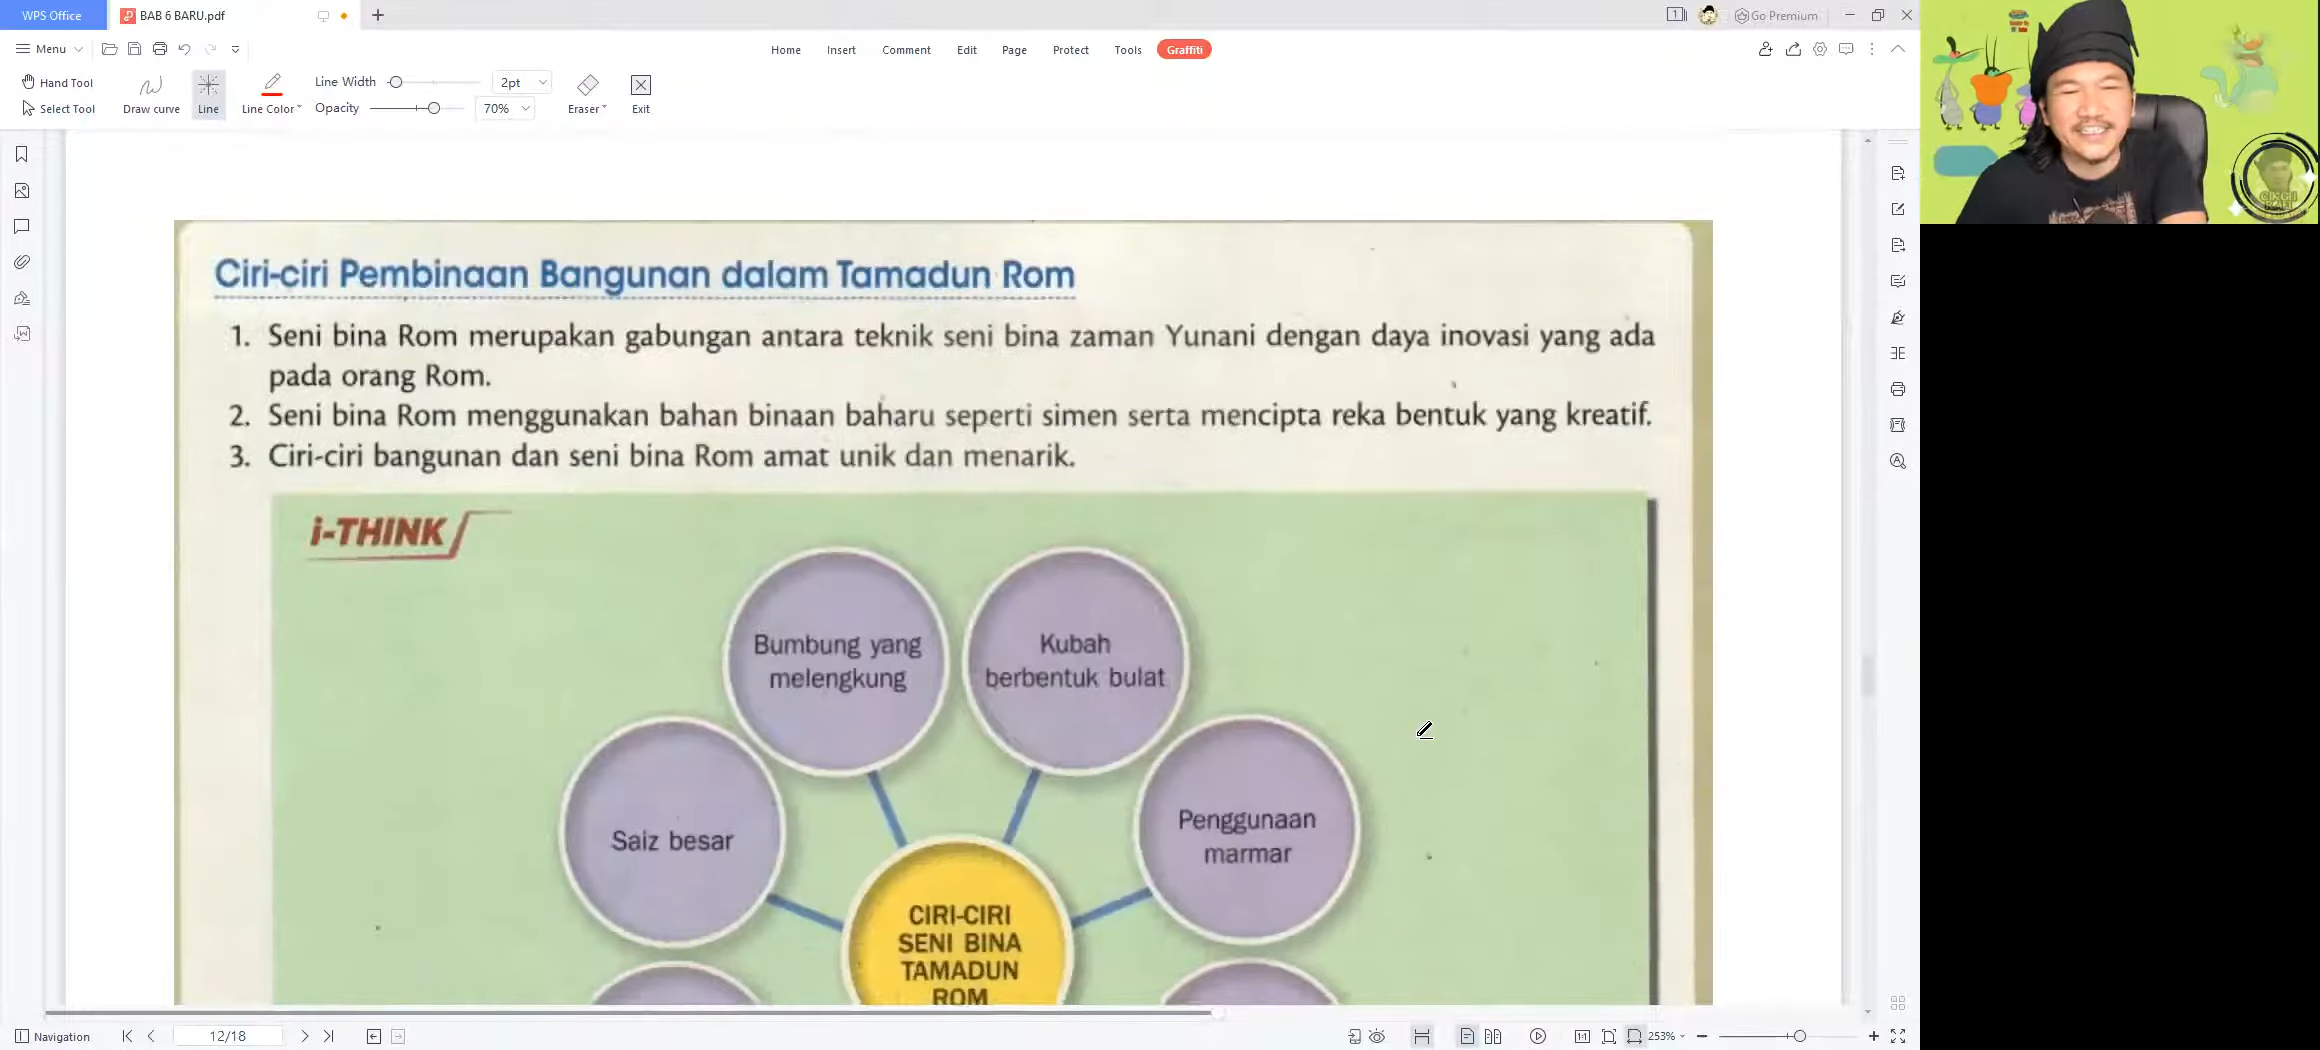 WPS Office
BAB 6 BARU.pdf
Go Premium
Menu
Home
Insert
Comment
Edit
Page
Protect
Tools
Graffiti
Hand Tool
Select Tool
Draw curve
Line
Line Color
Line Width
2pt
Opacity
70%
Eraser
Exit
Ciri-ciri Pembinaan Bangunan dalam Tamadun Rom
1. Seni bina Rom merupakan gabungan antara teknik seni bina zaman Yunani dengan daya inovasi yang ada
pada orang Rom.
2. Seni bina Rom menggunakan bahan binaan baharu seperti simen serta mencipta reka bentuk yang kreatif.
3. Ciri-ciri bangunan dan seni bina Rom amat unik dan menarik.
i-THINK
Bumbung yang
melengkung
Kubah
berbentuk bulat
Saiz besar
Penggunaan
marmar
CIRI-CIRI
SENI BINA
TAMADUN
ROM
Navigation
12/18
1:1
253%